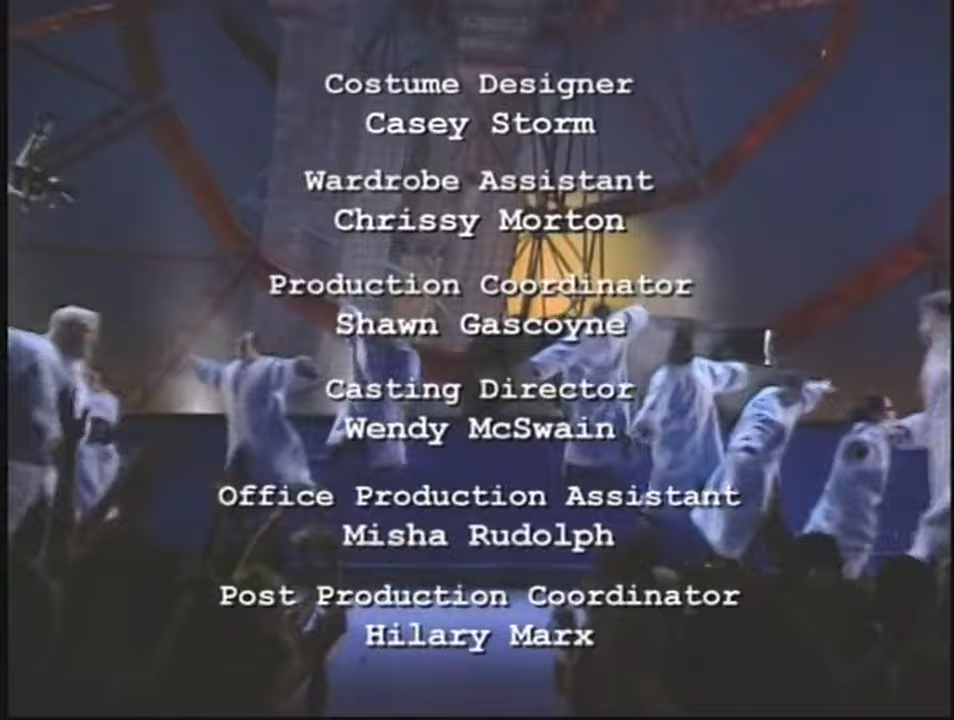 Costume Designer
Casey Storm
Wardrobe Assistant
Chrissy Morton
Production Coordinator
Shawn Gascoyne
Casting Director
Wendy McSwain
Office Production Assistant
Misha Rudolph
Post Production Coordinator
Hilary Marx